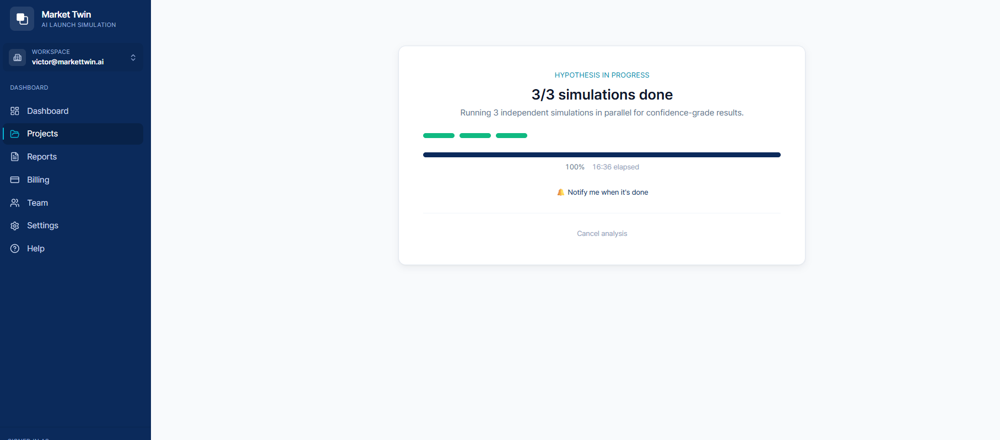 Market Twin
AI LAUNCH SIMULATION
WORKSPACE
victor@markettwin.ai
DASHBOARD
Dashboard
Projects
Reports
Billing
Team
Settings
Help
HYPOTHESIS IN PROGRESS
3/3 simulations done
Running 3 independent simulations in parallel for confidence-grade results.
100% 16:36 elapsed
Notify me when it's done
Cancel analysis